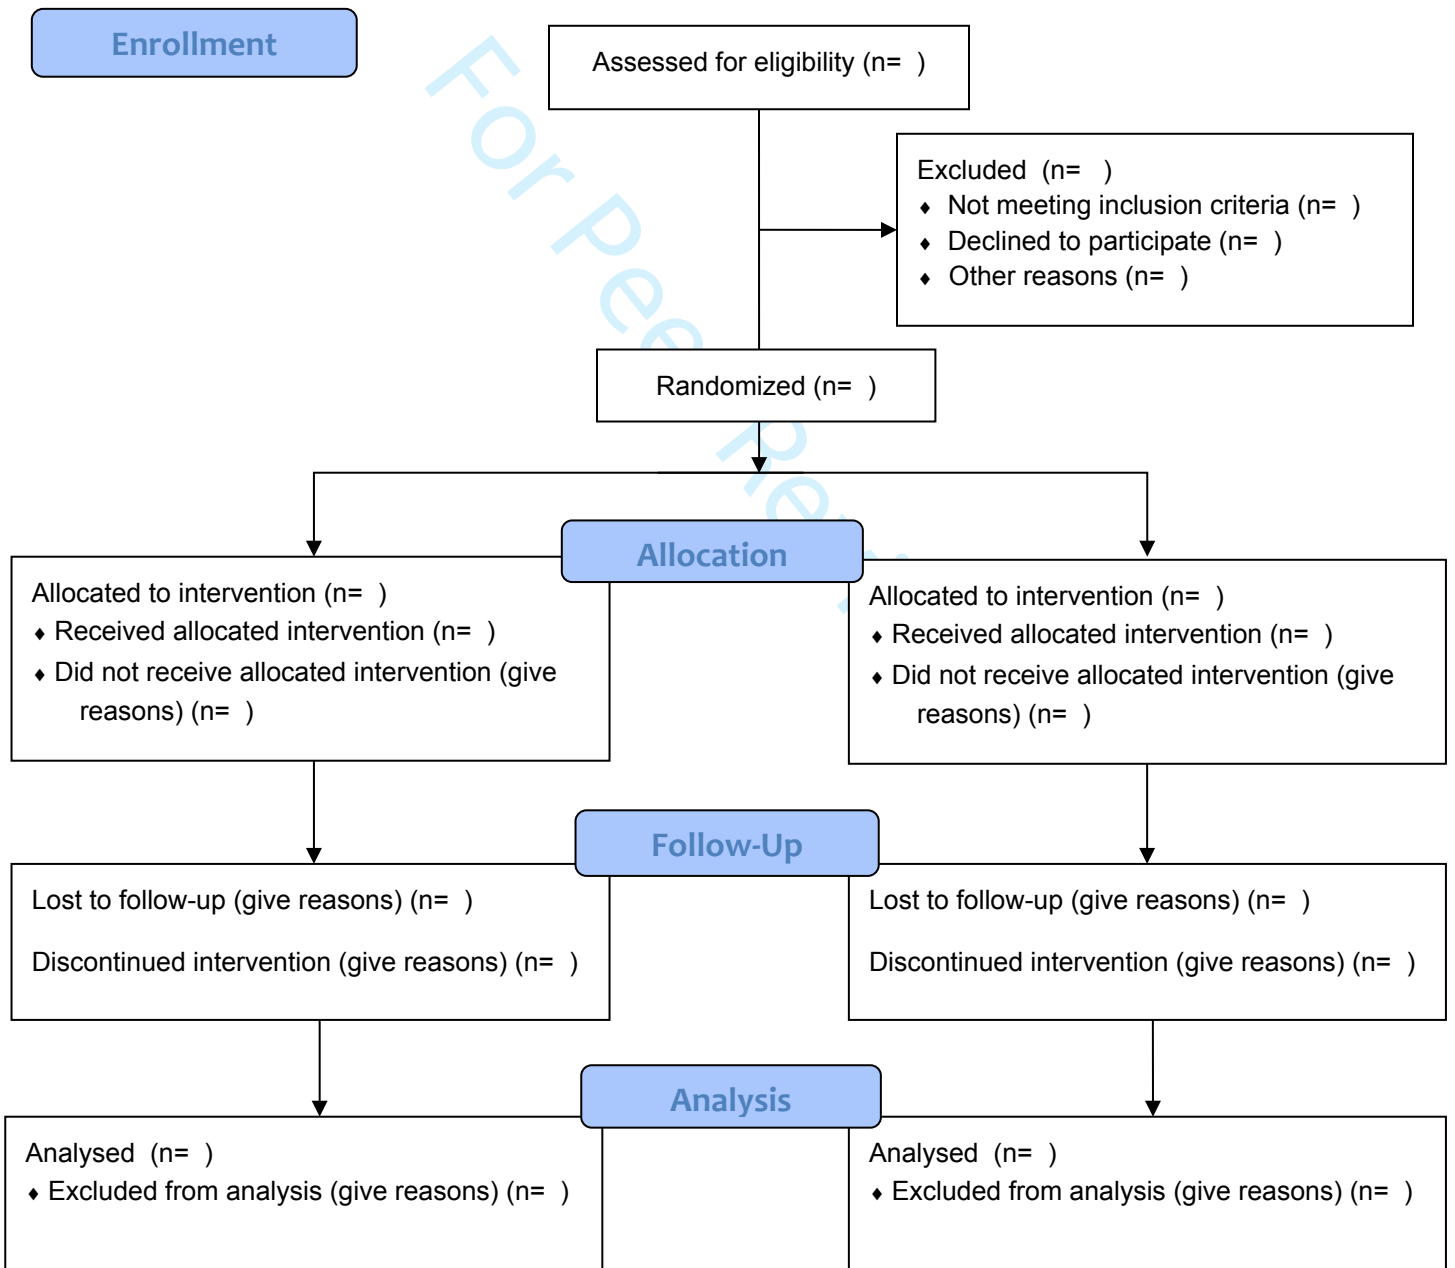 Enrollment
Assessed for eligibility (n= )
Excluded (n= )
♦ Not meeting inclusion criteria (n= )
♦ Declined to participate (n= )
♦ Other reasons (n= )
Randomized (n= )
Allocation
Allocated to intervention (n= )
♦ Received allocated intervention (n= )
♦ Did not receive allocated intervention (give
reasons) (n= )
Allocated to intervention (n= )
♦ Received allocated intervention (n= )
♦ Did not receive allocated intervention (give
reasons) (n= )
Follow-Up
Lost to follow-up (give reasons) (n= )
Discontinued intervention (give reasons) (n= )
Lost to follow-up (give reasons) (n= )
Discontinued intervention (give reasons) (n= )
Analysis
Analysed (n= )
♦ Excluded from analysis (give reasons) (n= )
Analysed (n= )
♦ Excluded from analysis (give reasons) (n= )
For Peer